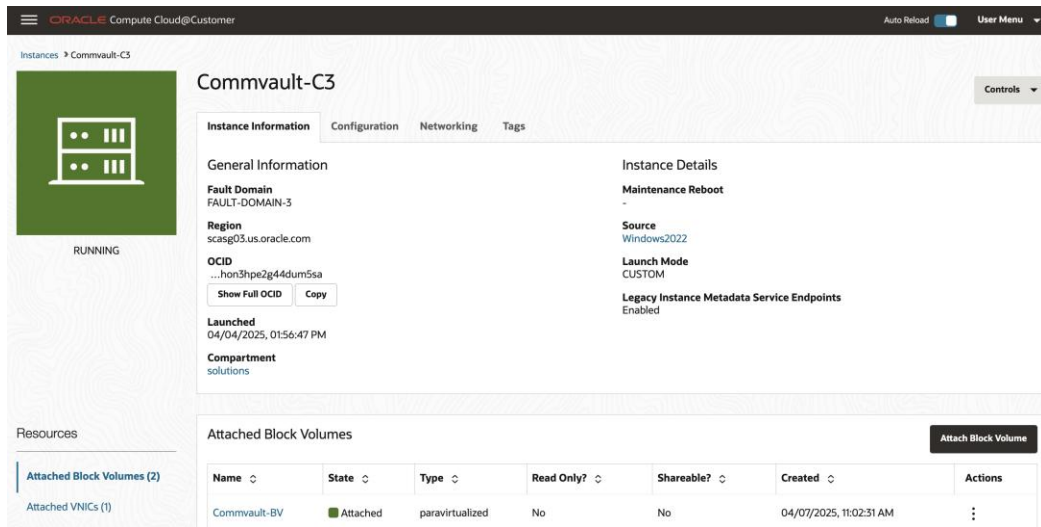 ORACLE Compute Cloud@Customer
Auto Reload
User Menu
Instances > Commvault-C3
RUNNING
Commvault-C3
Controls
Instance Information Configuration Networking Tags
General Information
Fault Domain
FAULT-DOMAIN-3
Region
scasg03.us.oracle.com
OCID
...hon3hpe2g44dum5sa
Show Full OCID Copy
Launched
04/04/2025, 01:56:47 PM
Compartment
solutions
Instance Details
Maintenance Reboot
-
Source
Windows2022
Launch Mode
CUSTOM
Legacy Instance Metadata Service Endpoints
Enabled
Resources
Attached Block Volumes (2)
Attached VNICs (1)
Attached Block Volumes
Attach Block Volume
Name State Type Read Only? Shareable? Created Actions
Commvault-BV Attached paravirtualized No No 04/07/2025, 11:02:31 AM